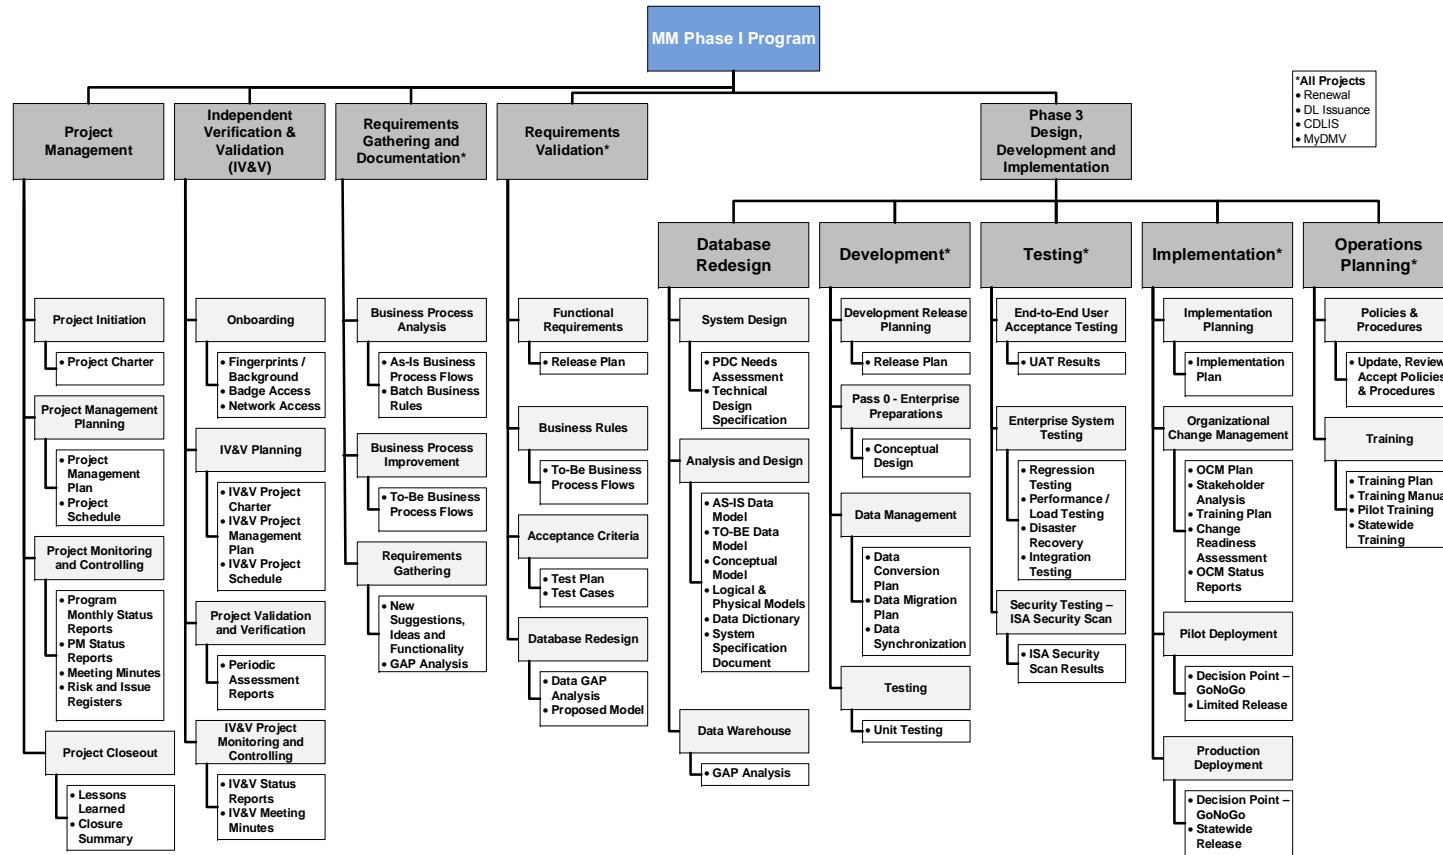 MM Phase I Program
*All Projects
• Renewal
• DL Issuance
• CDLIS
• MyDMV
Project
Management
Independent
Verification &
Validation
(IV&V)
Requirements
Gathering and
Documentation*
Requirements
Validation*
Phase 3
Design,
Development and
Implementation
Database
Redesign
Development*
Testing*
Implementation*
Operations
Planning*
Project Initiation
• Project Charter
Project Management
Planning
• Project
Management
Plan
• Project
Schedule
Project Monitoring
and Controlling
• Program
Monthly Status
Reports
• PM Status
Reports
• Meeting Minutes
• Risk and Issue
Registers
Project Closeout
• Lessons
Learned
• Closure
Summary
Onboarding
• Fingerprints /
Background
• Badge Access
• Network Access
IV&V Planning
• IV&V Project
Charter
• IV&V Project
Management
Plan
• IV&V Project
Schedule
Project Validation
and Verification
• Periodic
Assessment
Reports
IV&V Project
Monitoring and
Controlling
• IV&V Status
Reports
• IV&V Meeting
Minutes
Business Process
Analysis
• As-Is Business
Process Flows
• Batch Business
Rules
Business Process
Improvement
• To-Be Business
Process Flows
Requirements
Gathering
• New
Suggestions,
Ideas and
Functionality
• GAP Analysis
Functional
Requirements
• Release Plan
Business Rules
• To-Be Business
Process Flows
Acceptance Criteria
• Test Plan
• Test Cases
Database Redesign
• Data GAP
Analysis
• Proposed Model
System Design
• PDC Needs
Assessment
• Technical
Design
Specification
Analysis and Design
• AS-IS Data
Model
• TO-BE Data
Model
• Conceptual
Model
• Logical &
Physical Models
• Data Dictionary
• System
Specification
Document
Data Warehouse
• GAP Analysis
Development Release
Planning
• Release Plan
Pass 0 - Enterprise
Preparations
• Conceptual
Design
Data Management
• Data
Conversion
Plan
• Data Migration
Plan
• Data
Synchronization
Testing
• Unit Testing
End-to-End User
Acceptance Testing
• UAT Results
Enterprise System
Testing
• Regression
Testing
• Performance /
Load Testing
• Disaster
Recovery
• Integration
Testing
Security Testing –
ISA Security Scan
• ISA Security
Scan Results
Implementation
Planning
• Implementation
Plan
Organizational
Change Management
• OCM Plan
• Stakeholder
Analysis
• Training Plan
• Change
Readiness
Assessment
• OCM Status
Reports
Pilot Deployment
• Decision Point –
GoNoGo
• Limited Release
Production
Deployment
• Decision Point –
GoNoGo
• Statewide
Release
Policies &
Procedures
• Update, Review
Accept Policies
& Procedures
Training
• Training Plan
• Training Manua
• Pilot Training
• Statewide
Training